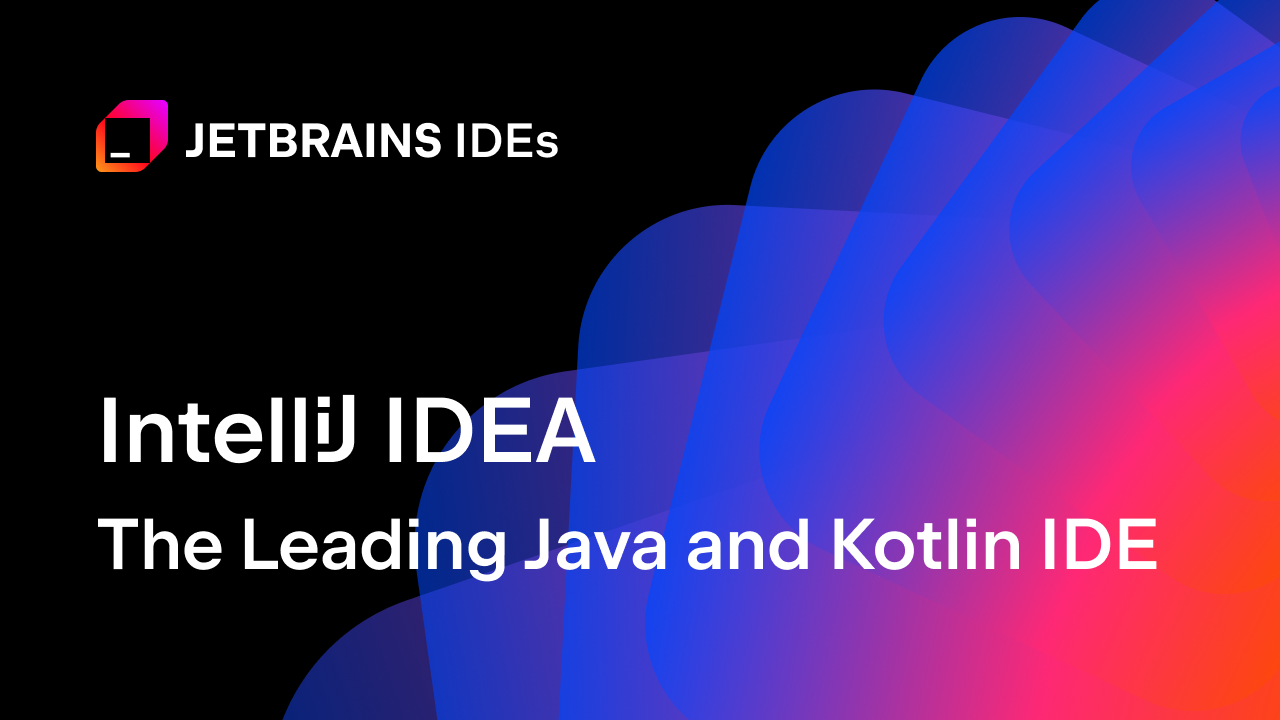 JETBRAINS IDEs
IntelliJ IDEA
The Leading Java and Kotlin IDE